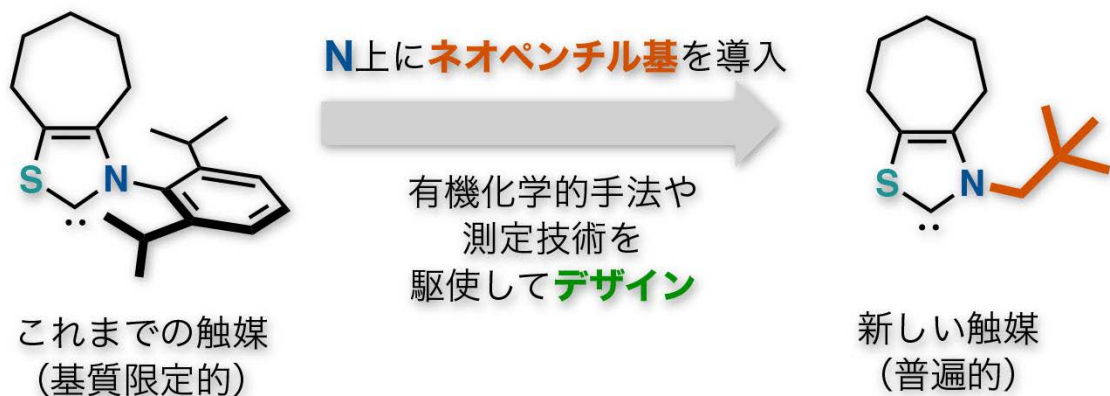 N上にネオペンチル基を導入
S
N
S
N
有機化学的手法や
測定技術を
駆使してデザイン
これまでの触媒
（基質限定的）
新しい触媒
（普遍的）